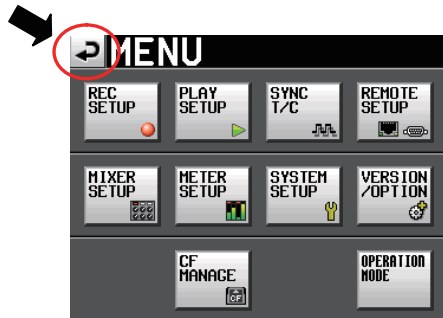 MENU
REC
SETUP
PLAY
SETUP
SYNC
T/C
REMOTE
SETUP
MIXER
SETUP
METER
SETUP
SYSTEM
SETUP
VERSION
/OPTION
CF
MANAGE
CF
OPERATION
MODE